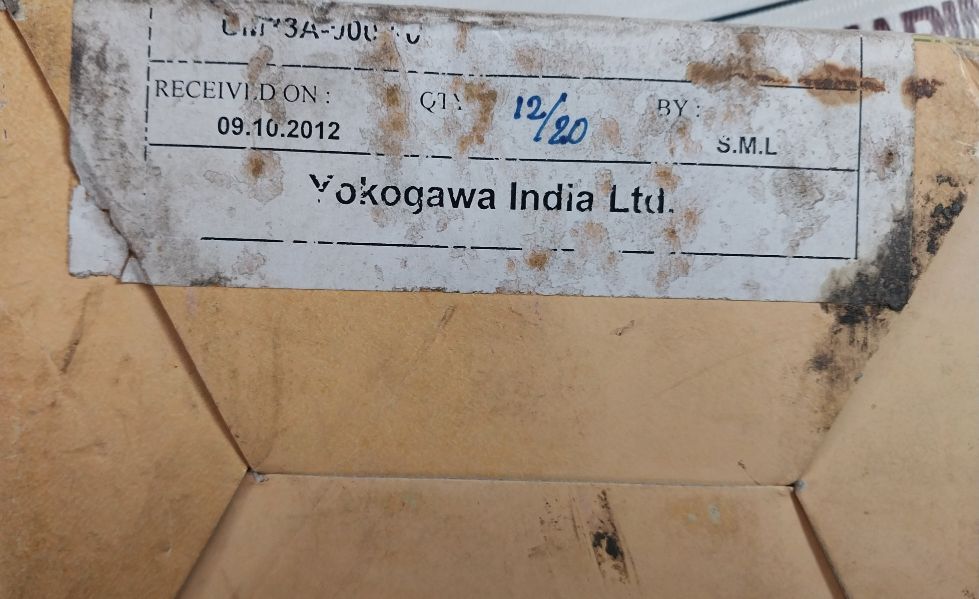 RECEIVED ON : QTY 12/20 BY :
09.10.2012 S.M.L
Yokogawa India Ltd.